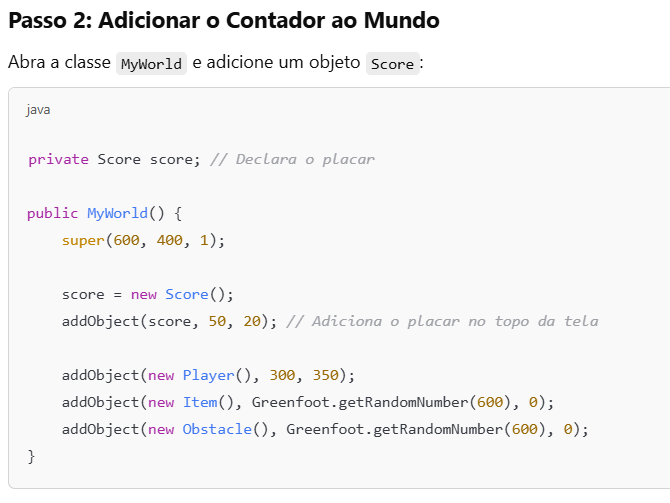 Passo 2: Adicionar o Contador ao Mundo
Abra a classe MyWorld e adicione um objeto Score:
java
private Score score; // Declara o placar
public MyWorld() {
    super(600, 400, 1);
    score = new Score();
    addObject(score, 50, 20); // Adiciona o placar no topo da tela
    addObject(new Player(), 300, 350);
    addObject(new Item(), Greenfoot.getRandomNumber(600), 0);
    addObject(new Obstacle(), Greenfoot.getRandomNumber(600), 0);
}